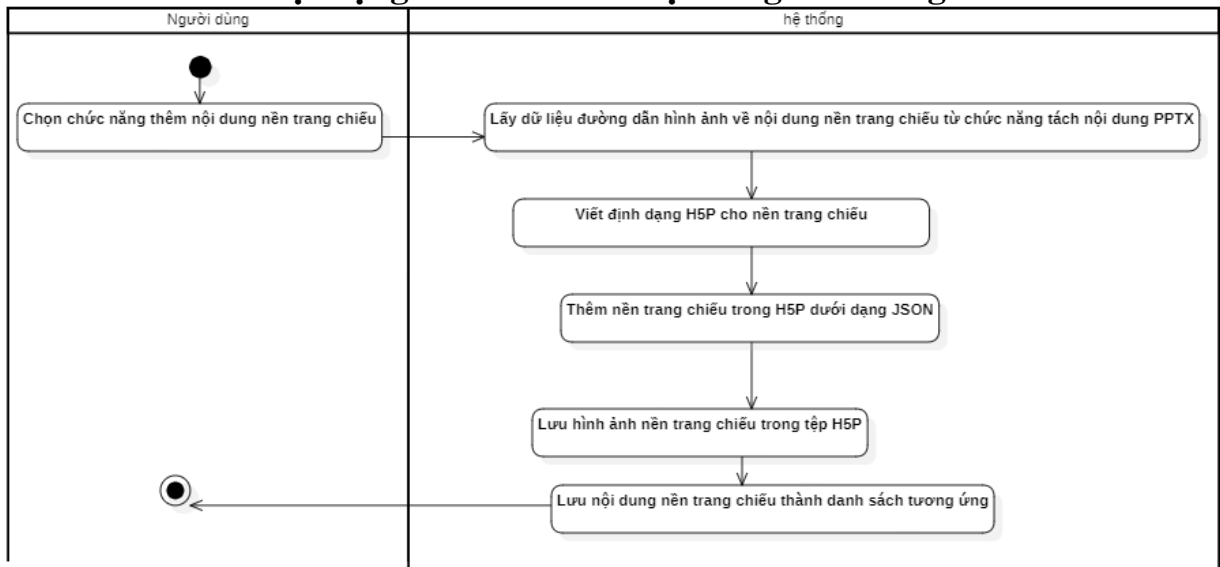 Người dùng
hệ thống
Chọn chức năng thêm nội dung nền trang chiếu
Lấy dữ liệu đường dẫn hình ảnh về nội dung nền trang chiếu từ chức năng tách nội dung PPTX
Viết định dạng H5P cho nền trang chiếu
Thêm nền trang chiếu trong H5P dưới dạng JSON
Lưu hình ảnh nền trang chiếu trong tệp H5P
Lưu nội dung nền trang chiếu thành danh sách tương ứng